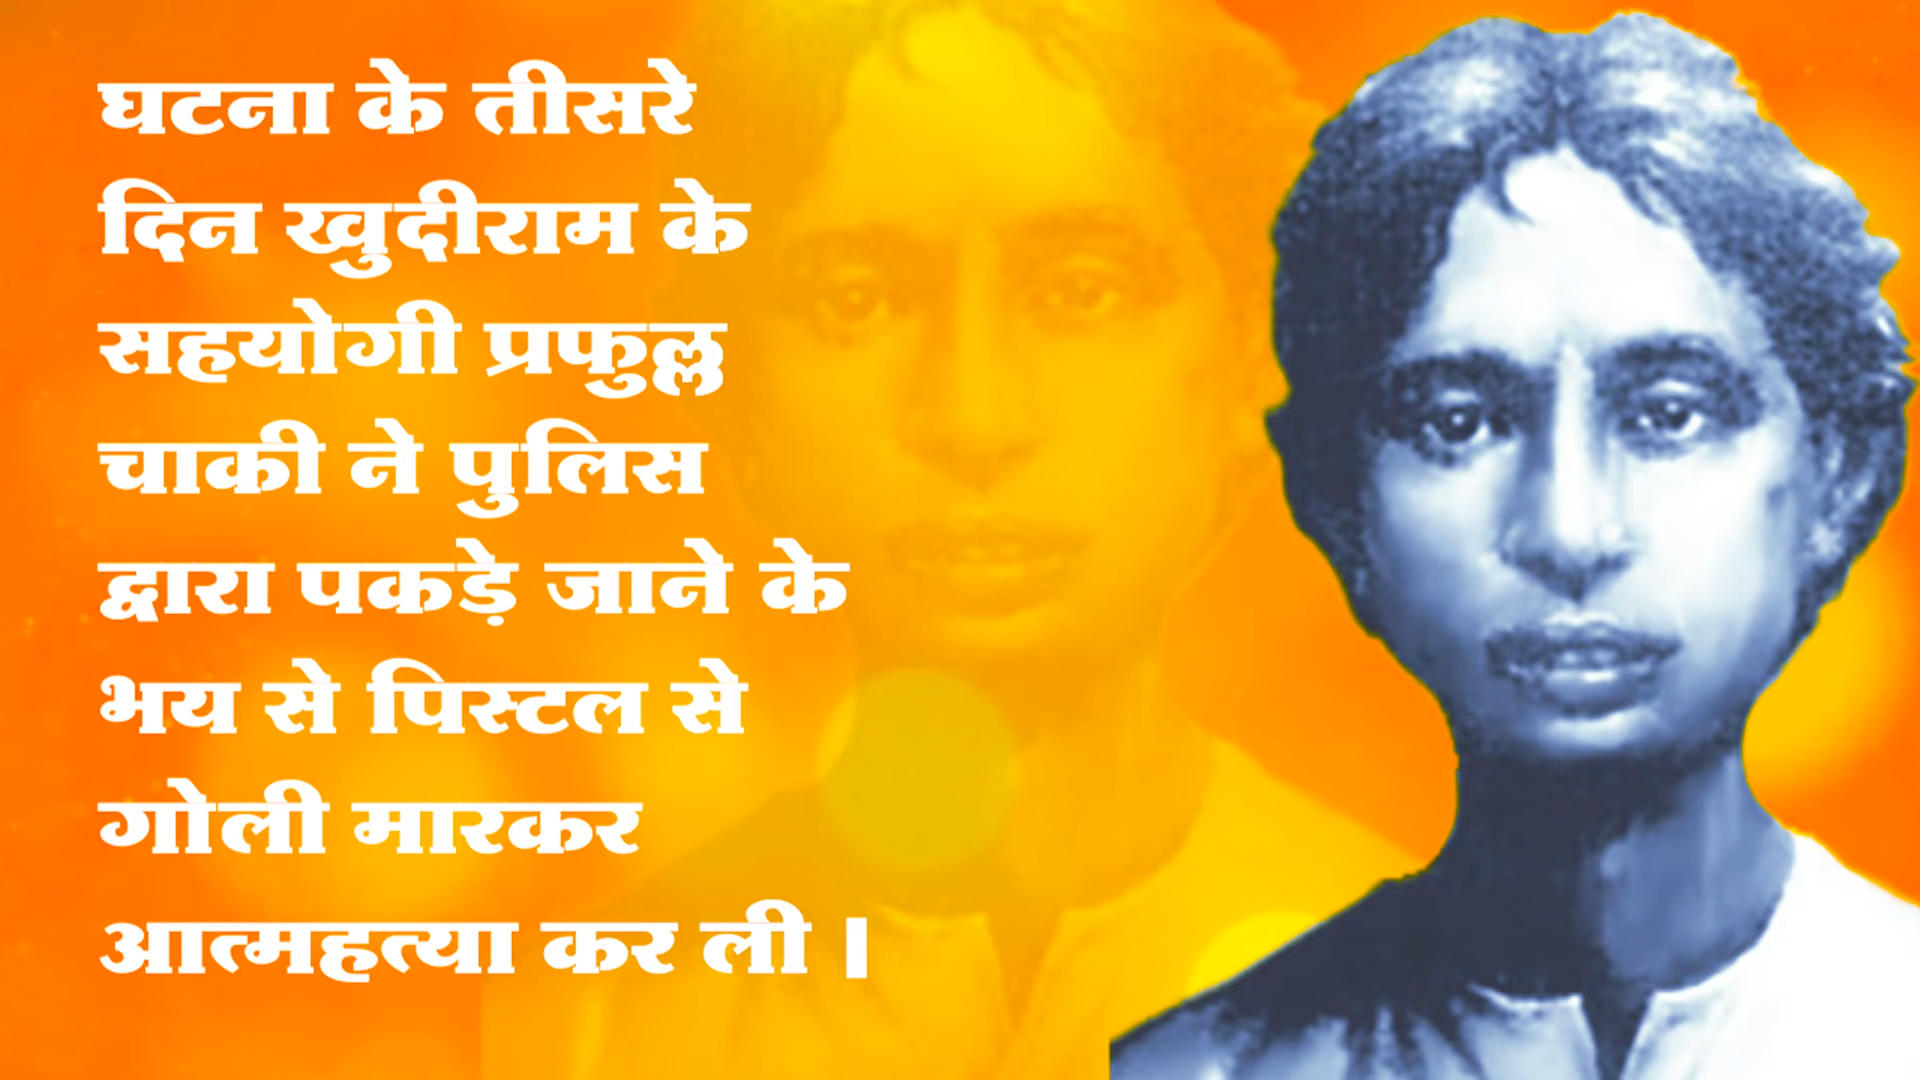 घटना के तीसरे
दिन खुदीराम के
सहयोगी प्रफुल्ल
चाकी ने पुलिस
द्वारा पकड़े जाने के
भय से पिस्टल से
गोली मारकर
आत्महत्या कर ली ।